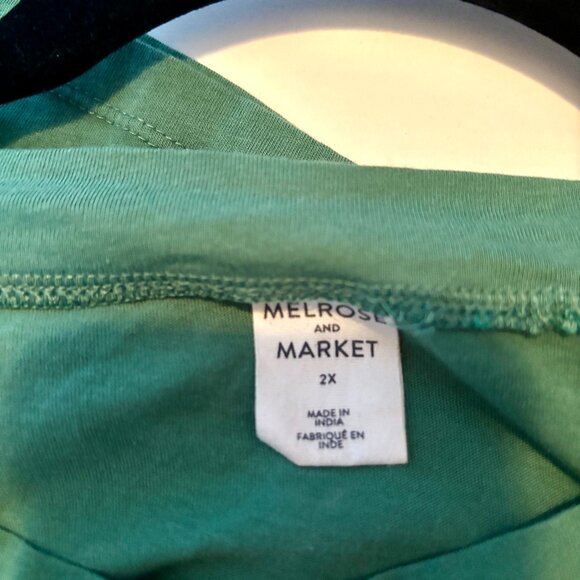 MELROSE
AND
MARKET
2X
MADE IN
INDIA
FABRIQUÉ EN
INDE